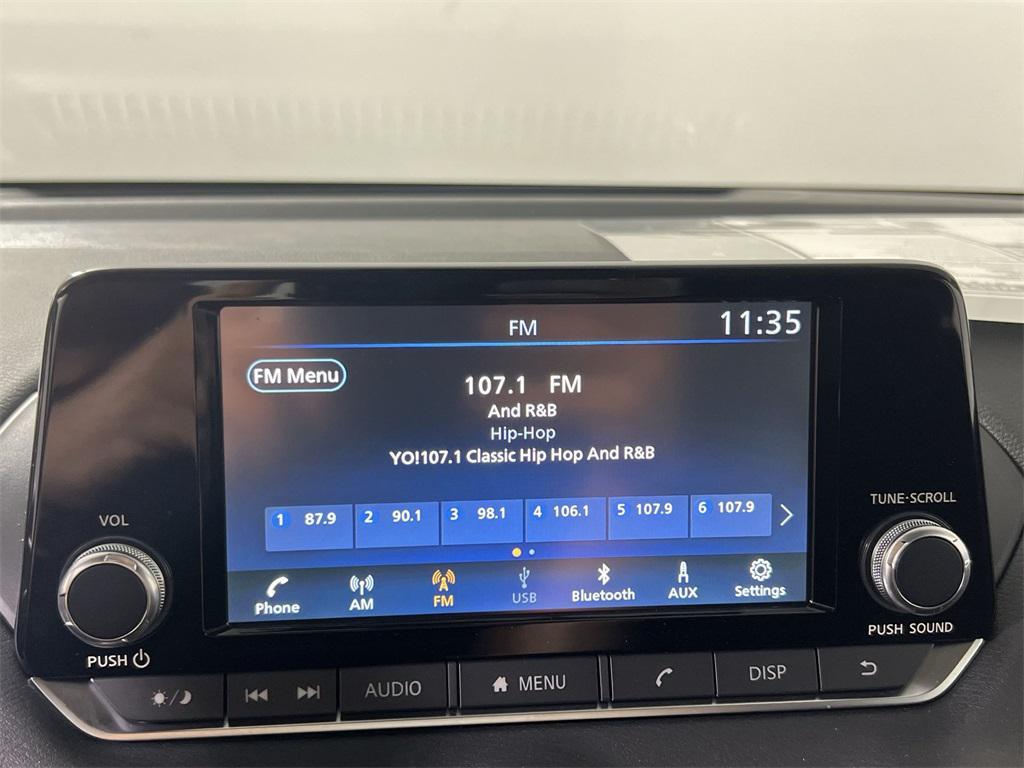 FM
11:35
FM Menu
107.1 FM
And R&B
Hip-Hop
YO!107.1 Classic Hip Hop And R&B
1 87.9
2 90.1
3 98.1
4 106.1
5 107.9
6 107.9
Phone
AM
FM
USB
Bluetooth
AUX
Settings
VOL
PUSH
TUNE·SCROLL
PUSH SOUND
AUDIO
MENU
DISP